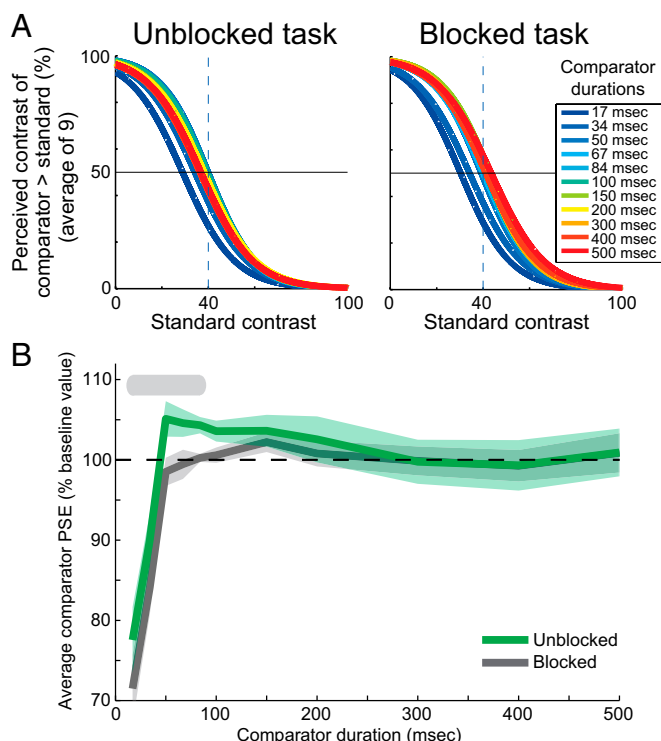 A
Unblocked task
Blocked task
Perceived contrast of
comparator > standard (%)
(average of 9)
100
50
0
0
40
100
Standard contrast
0
40
100
Standard contrast
Comparator
durations
17 msec
34 msec
50 msec
67 msec
84 msec
100 msec
150 msec
200 msec
300 msec
400 msec
500 msec
B
Average comparator PSE (% baseline value)
110
100
90
80
70
0
100
200
300
400
500
Comparator duration (msec)
Unblocked
Blocked